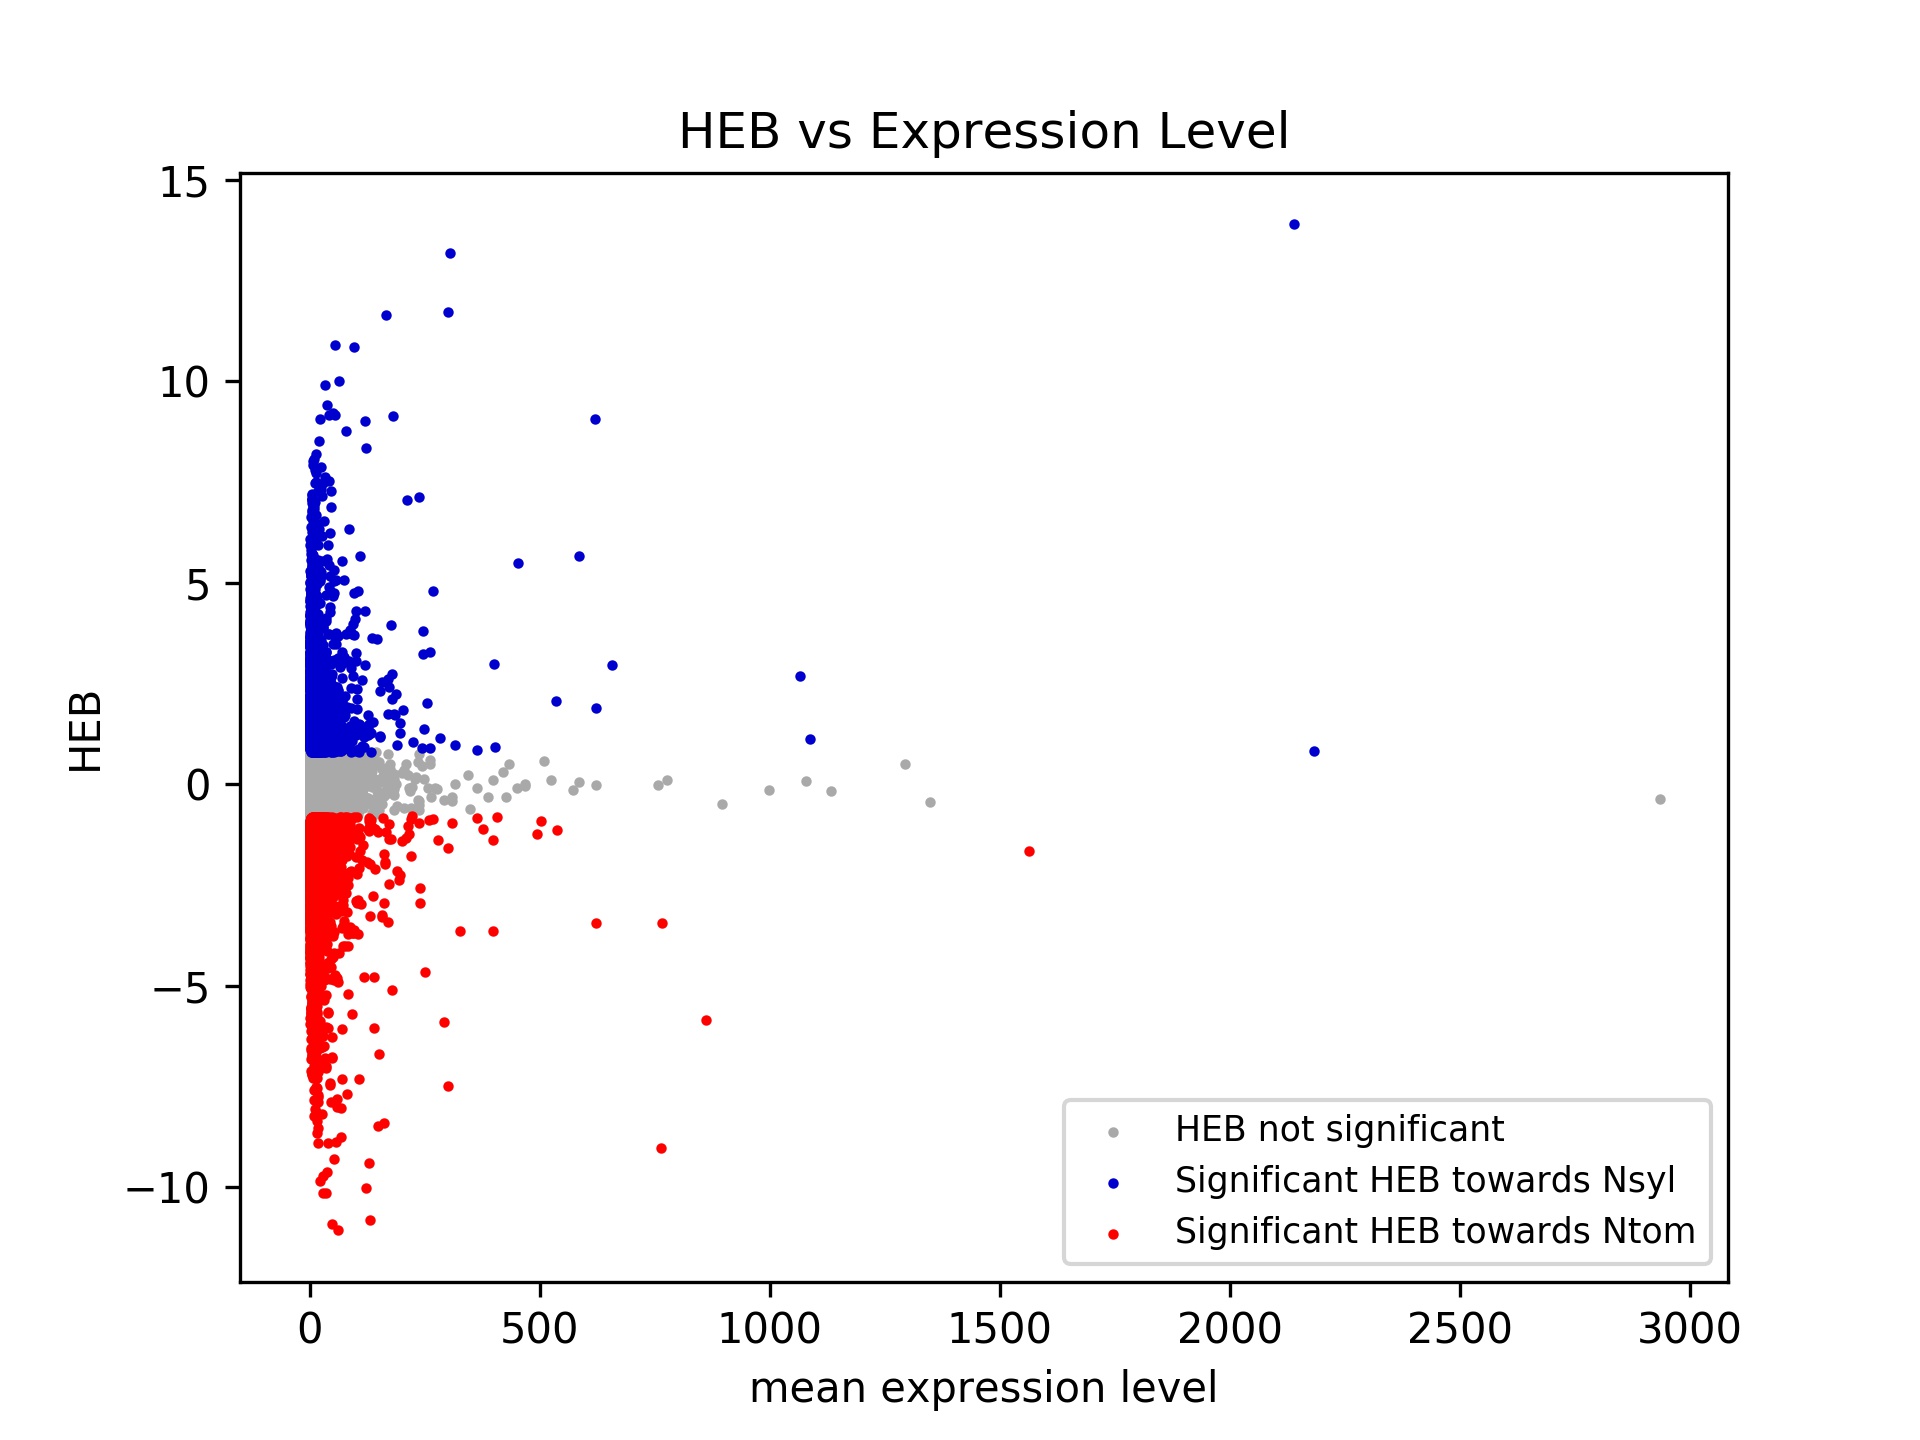 HEB vs Expression Level
15
10
5
0
−5
−10
HEB
0 500 1000 1500 2000 2500 3000
mean expression level
HEB not significant
Significant HEB towards Nsyl
Significant HEB towards Ntom